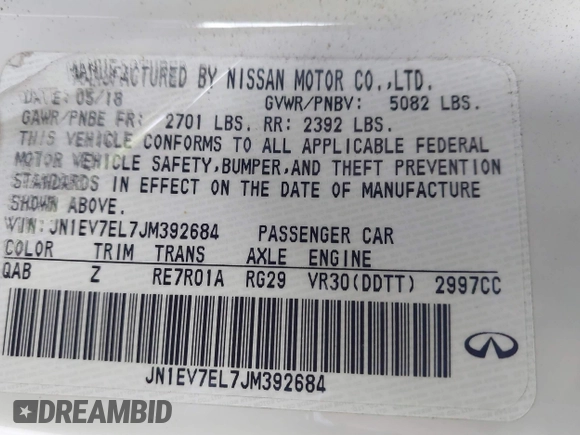 MANUFACTURED BY NISSAN MOTOR CO.,LTD.
DATE: 05/18 GVWR/PNBV: 5082 LBS.
GAWR/PNBE FR: 2701 LBS. RR: 2392 LBS.
THIS VEHICLE CONFORMS TO ALL APPLICABLE FEDERAL
MOTOR VEHICLE SAFETY,BUMPER,AND THEFT PREVENTION
STANDARDS IN EFFECT ON THE DATE OF MANUFACTURE
SHOWN ABOVE.
VIN:JN1EV7EL7JM392684 PASSENGER CAR
COLOR TRIM TRANS AXLE ENGINE
QAB Z RE7R01A RG29 VR30(DDTT) 2997CC
JN1EV7EL7JM392684
DREAMBID